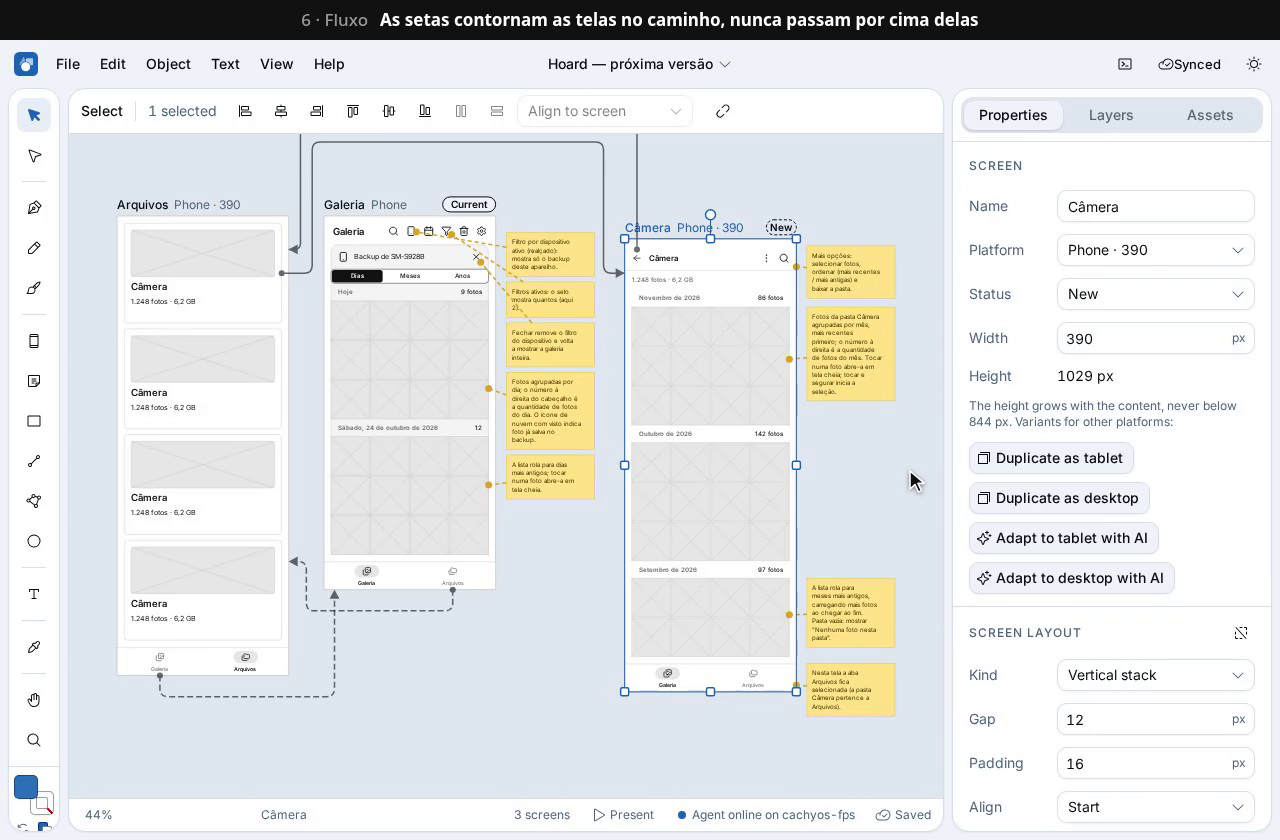 6 · Fluxo As setas contornam as telas no caminho, nunca passam por cima delas
File Edit Object Text View Help
Hoard — próxima versão
Synced
Select
1 selected
Align to screen
Properties Layers Assets
Arquivos Phone · 390
Câmera
1.248 fotos · 6,2 GB
Câmera
1.248 fotos · 6,2 GB
Câmera
1.248 fotos · 6,2 GB
Câmera
1.248 fotos · 6,2 GB
Galeria Arquivos
Galeria Phone
Current
Galeria
Backup de SM-S928B
Dias Meses Anos
Hoje 9 fotos
Sábado, 24 de outubro de 2026 12
Galeria Arquivos
Filtro por dispositivo
ativo (realçado):
mostra só o backup
deste aparelho.
Filtros ativos: o selo
mostra quantos (aqui
2).
Fechar remove o filtro
do dispositivo e volta
a mostrar a galeria
inteira.
Fotos agrupadas por
dia; o número à
direita do cabeçalho é
a quantidade de fotos
do dia. O ícone de
nuvem com visto indica
foto já salva no
backup.
A lista rola para dias
mais antigos; tocar
numa foto abre-a em
tela cheia.
Câmera Phone · 390
New
Câmera
1.248 fotos · 6,2 GB
Novembro de 2026 86 fotos
Outubro de 2026 142 fotos
Setembro de 2026 97 fotos
Galeria Arquivos
Mais opções:
selecionar fotos,
ordenar (mais recentes
/ mais antigas) e
baixar a pasta.
Fotos da pasta Câmera
agrupadas por mês,
mais recentes
primeiro; o número à
direita é a quantidade
de fotos do mês. Tocar
numa foto abre-a em
tela cheia; tocar e
segurar inicia a
seleção.
A lista rola para
meses mais antigos,
carregando mais fotos
ao chegar ao fim.
Pasta vazia: mostrar
"Nenhuma foto nesta
pasta".
Nesta tela a aba
Arquivos fica
selecionada (a pasta
Câmera pertence a
Arquivos).
SCREEN
Name Câmera
Platform Phone · 390
Status New
Width 390 px
Height 1029 px
The height grows with the content, never below
844 px. Variants for other platforms:
Duplicate as tablet
Duplicate as desktop
Adapt to tablet with AI
Adapt to desktop with AI
SCREEN LAYOUT
Kind Vertical stack
Gap 12 px
Padding 16 px
Align Start
44%
Câmera
3 screens
Present
Agent online on cachyos-fps
Saved